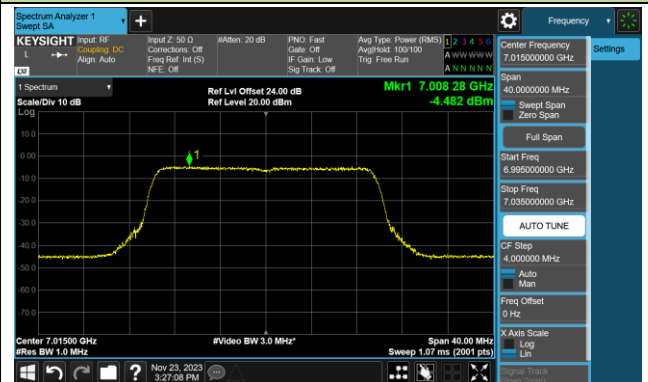 Spectrum Analyzer 1
Swept SA
Frequency
KEYSIGHT
Input: RF
Coupling: DC
Align: Auto
Input Z: 50 Ω
Corrections: Off
Freq Ref: Int (S)
NFE: Off
#Atten: 20 dB
PNO: Fast
Gate: Off
IF Gain: Low
Sig Track: Off
Avg Type: Power (RMS)
Avg|Hold: 100/100
Trig: Free Run
1 2 3 4 5 6
A W W W W W
A N N N N N
L
LXI
1 Spectrum
Scale/Div 10 dB
Ref Lvl Offset 24.00 dB
Ref Level 20.00 dBm
Mkr1 7.008 28 GHz
-4.482 dBm
Log
10.0
0.00
-10.0
-20.0
-30.0
-40.0
-50.0
-60.0
-70.0
1
Center 7.01500 GHz
#Res BW 1.0 MHz
#Video BW 3.0 MHz*
Span 40.00 MHz
Sweep 1.07 ms (2001 pts)
Nov 23, 2023
3:27:08 PM
Center Frequency
7.015000000 GHz
Settings
Span
40.0000000 MHz
Swept Span
Zero Span
Full Span
Start Freq
6.995000000 GHz
Stop Freq
7.035000000 GHz
AUTO TUNE
CF Step
4.000000 MHz
Auto
Man
Freq Offset
0 Hz
X Axis Scale
Log
Lin
Signal Track
(Span Zoom)